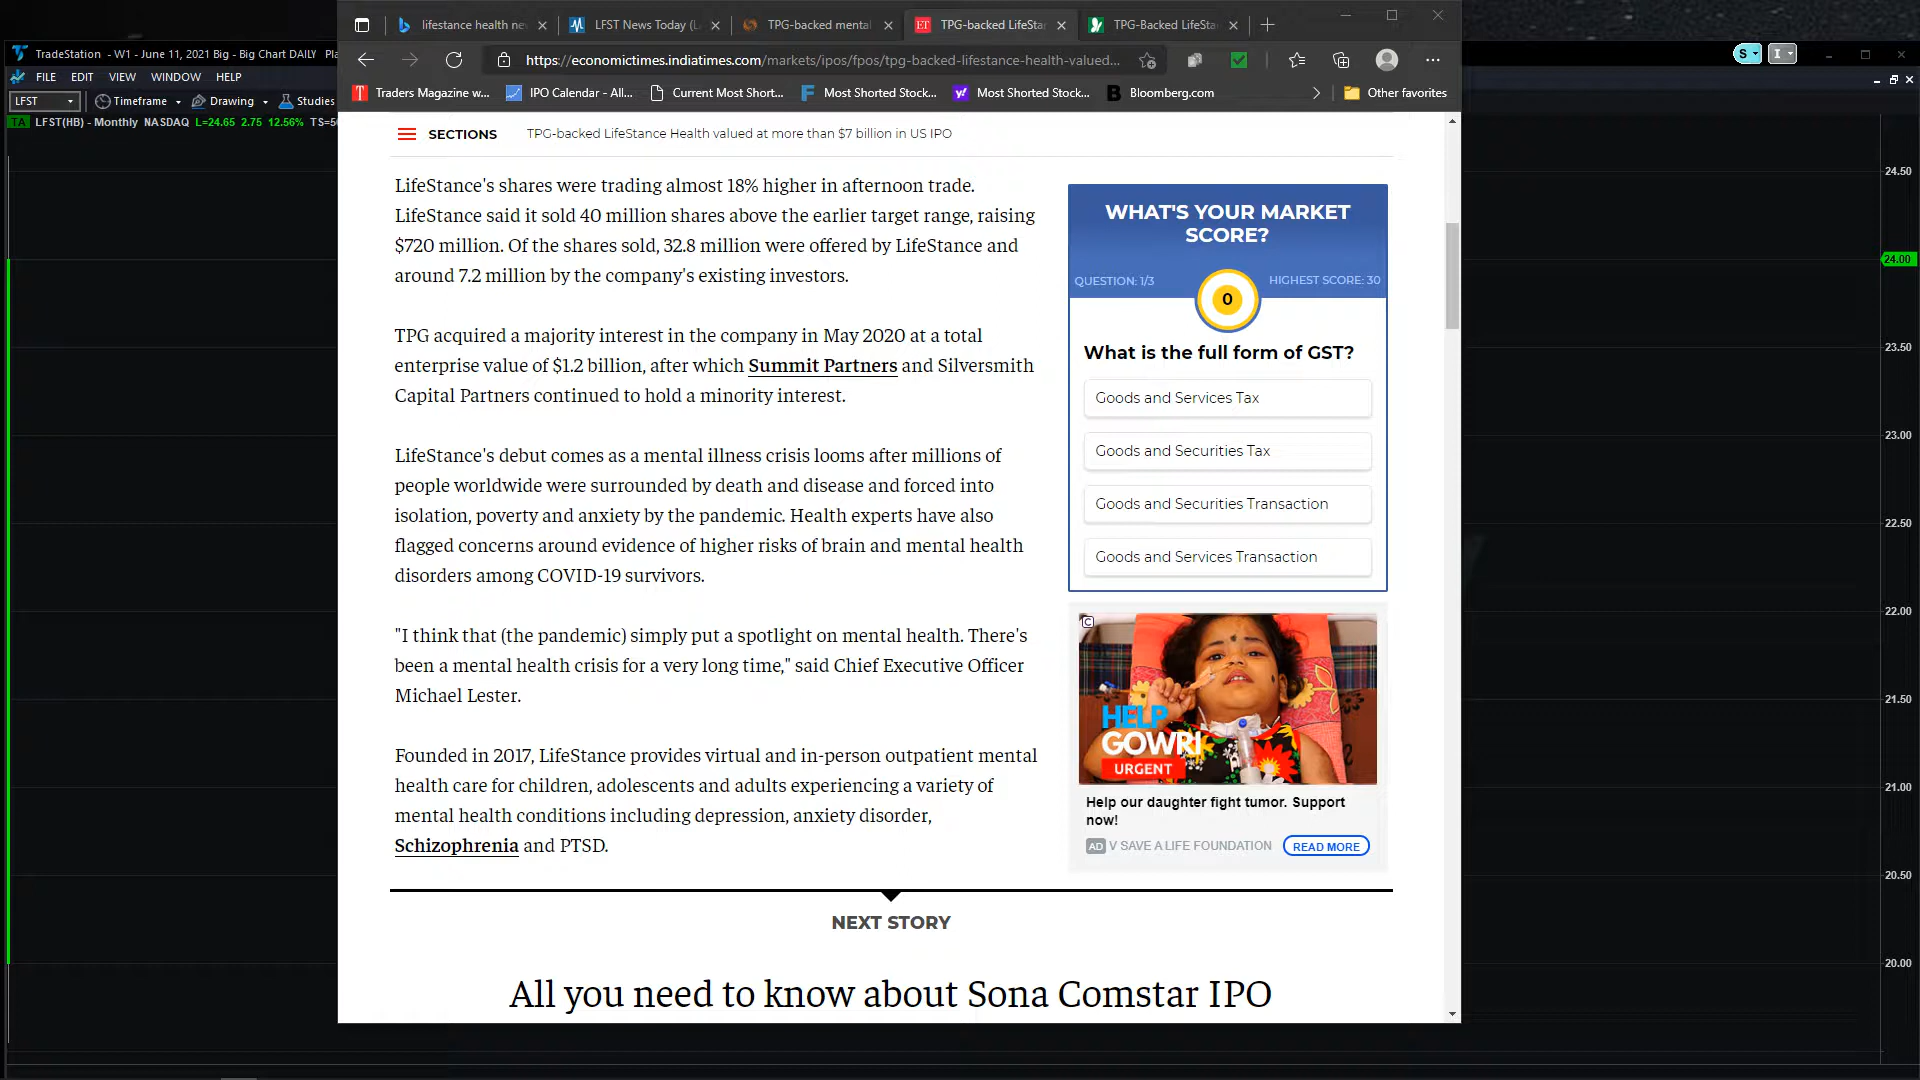 lifestance health ne
LFST News Today (L
TPG-backed mental
TPG-backed LifeStan
TPG-Backed LifeSta
TradeStation - W1 - June 11, 2021 Big - Big Chart DAILY
https://economictimes.indiatimes.com/markets/ipos/fpos/tpg-backed-lifestance-health-valued...
S
I
FILE EDIT VIEW WINDOW HELP
Traders Magazine w...
IPO Calendar - All...
Current Most Short...
Most Shorted Stock...
Most Shorted Stock...
Bloomberg.com
Other favorites
LFST
Timeframe
Drawing
Studies
TA LFST(HB) - Monthly NASDAQ L=24.65 2.75 12.56%
SECTIONS
TPG-backed LifeStance Health valued at more than $7 billion in US IPO
LifeStance's shares were trading almost 18% higher in afternoon trade.
LifeStance said it sold 40 million shares above the earlier target range, raising
$720 million. Of the shares sold, 32.8 million were offered by LifeStance and
around 7.2 million by the company's existing investors.
TPG acquired a majority interest in the company in May 2020 at a total
enterprise value of $1.2 billion, after which Summit Partners and Silversmith
Capital Partners continued to hold a minority interest.
LifeStance's debut comes as a mental illness crisis looms after millions of
people worldwide were surrounded by death and disease and forced into
isolation, poverty and anxiety by the pandemic. Health experts have also
flagged concerns around evidence of higher risks of brain and mental health
disorders among COVID-19 survivors.
"I think that (the pandemic) simply put a spotlight on mental health. There's
been a mental health crisis for a very long time," said Chief Executive Officer
Michael Lester.
Founded in 2017, LifeStance provides virtual and in-person outpatient mental
health care for children, adolescents and adults experiencing a variety of
mental health conditions including depression, anxiety disorder,
Schizophrenia and PTSD.
WHAT'S YOUR MARKET
SCORE?
QUESTION: 1/3
0
HIGHEST SCORE: 30
What is the full form of GST?
Goods and Services Tax
Goods and Securities Tax
Goods and Securities Transaction
Goods and Services Transaction
HELP
GOWRI
URGENT
Help our daughter fight tumor. Support
now!
AD V SAVE A LIFE FOUNDATION
READ MORE
NEXT STORY
All you need to know about Sona Comstar IPO
24.50
24.00
23.50
23.00
22.50
22.00
21.50
21.00
20.50
20.00